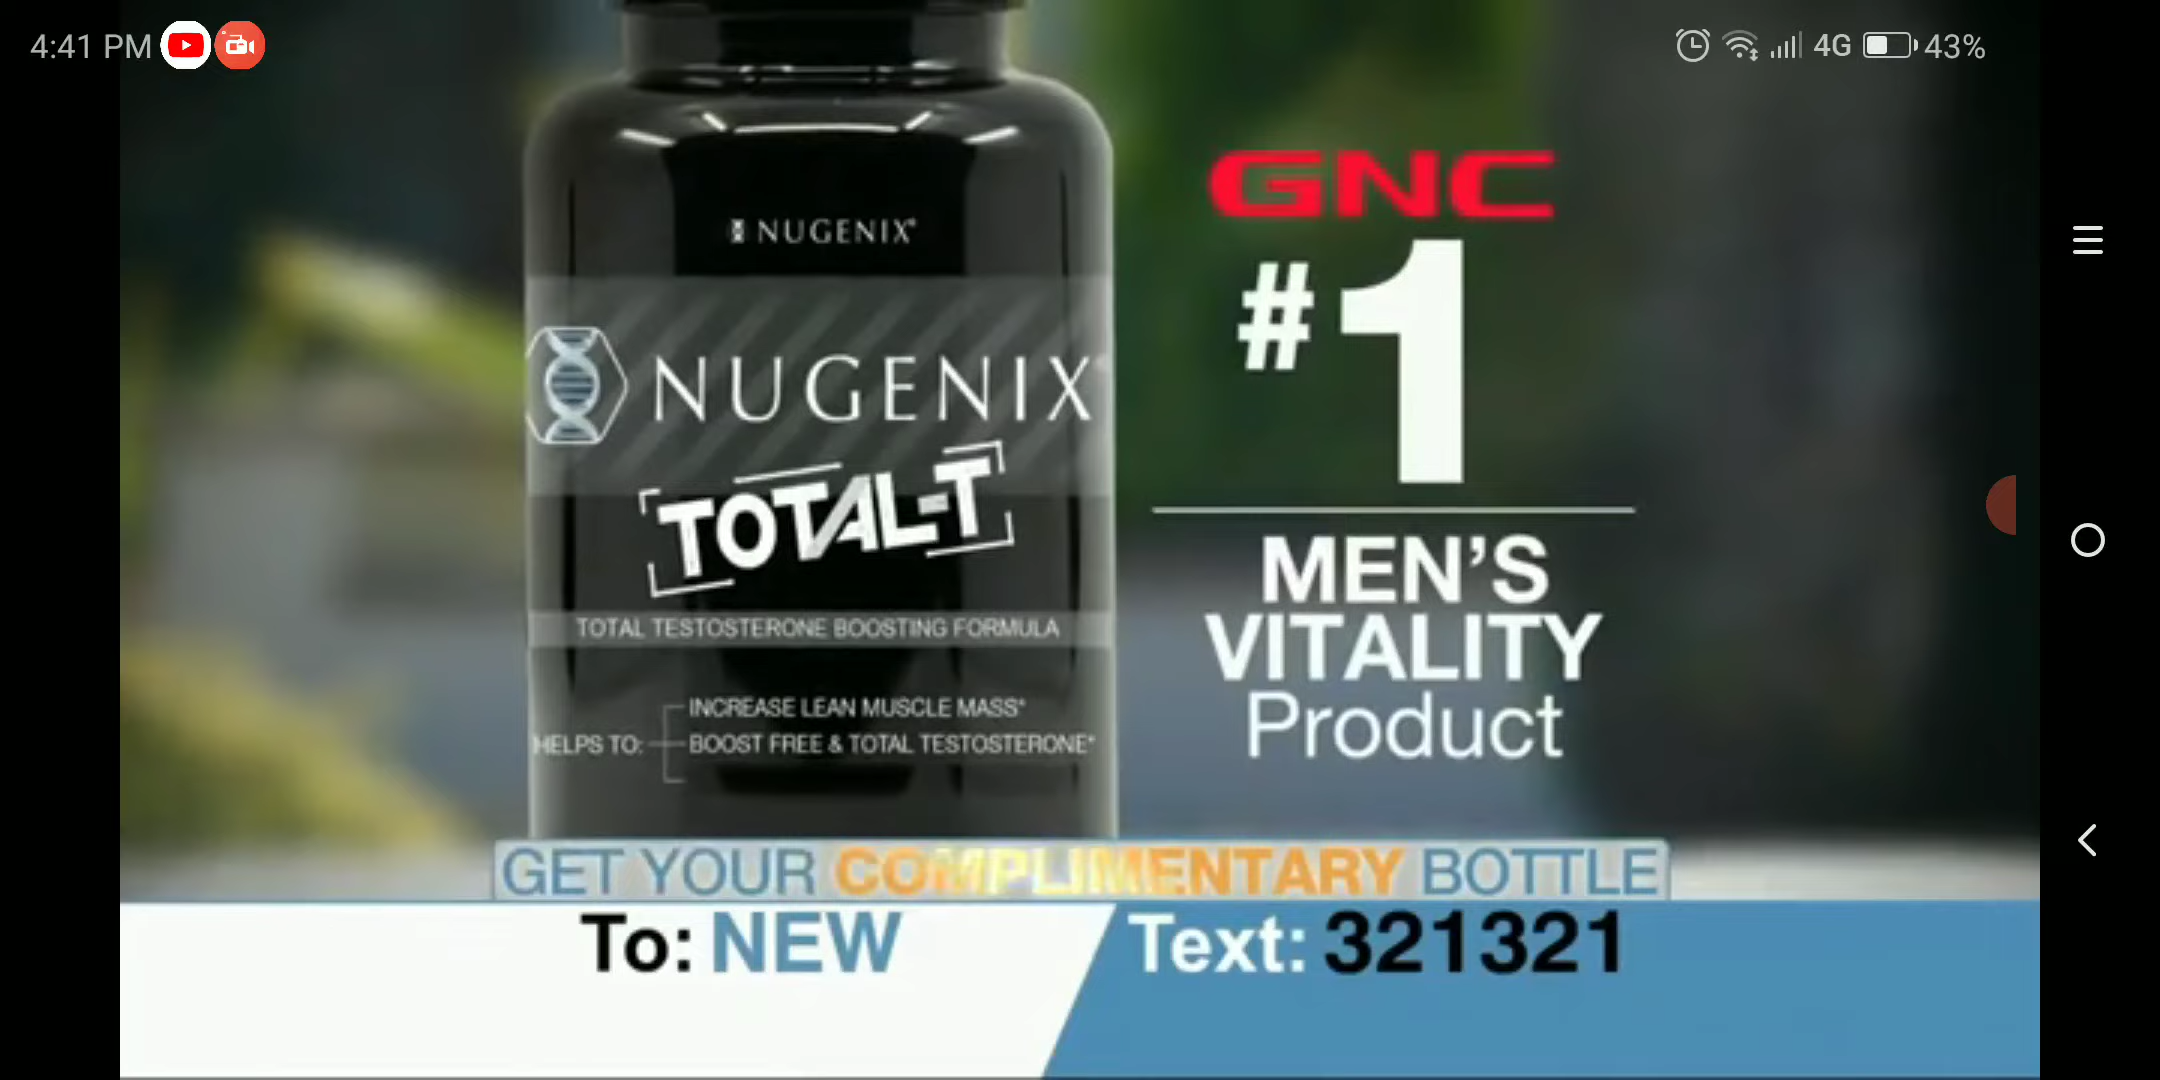 4:41 PM
4G 43%
NUGENIX®
NUGENIX®
TOTAL-T
TOTAL TESTOSTERONE BOOSTING FORMULA
HELPS TO:
INCREASE LEAN MUSCLE MASS*
BOOST FREE & TOTAL TESTOSTERONE*
GNC
#1
MEN'S
VITALITY
Product
GET YOUR COMPLIMENTARY BOTTLE
To: NEW Text: 321321